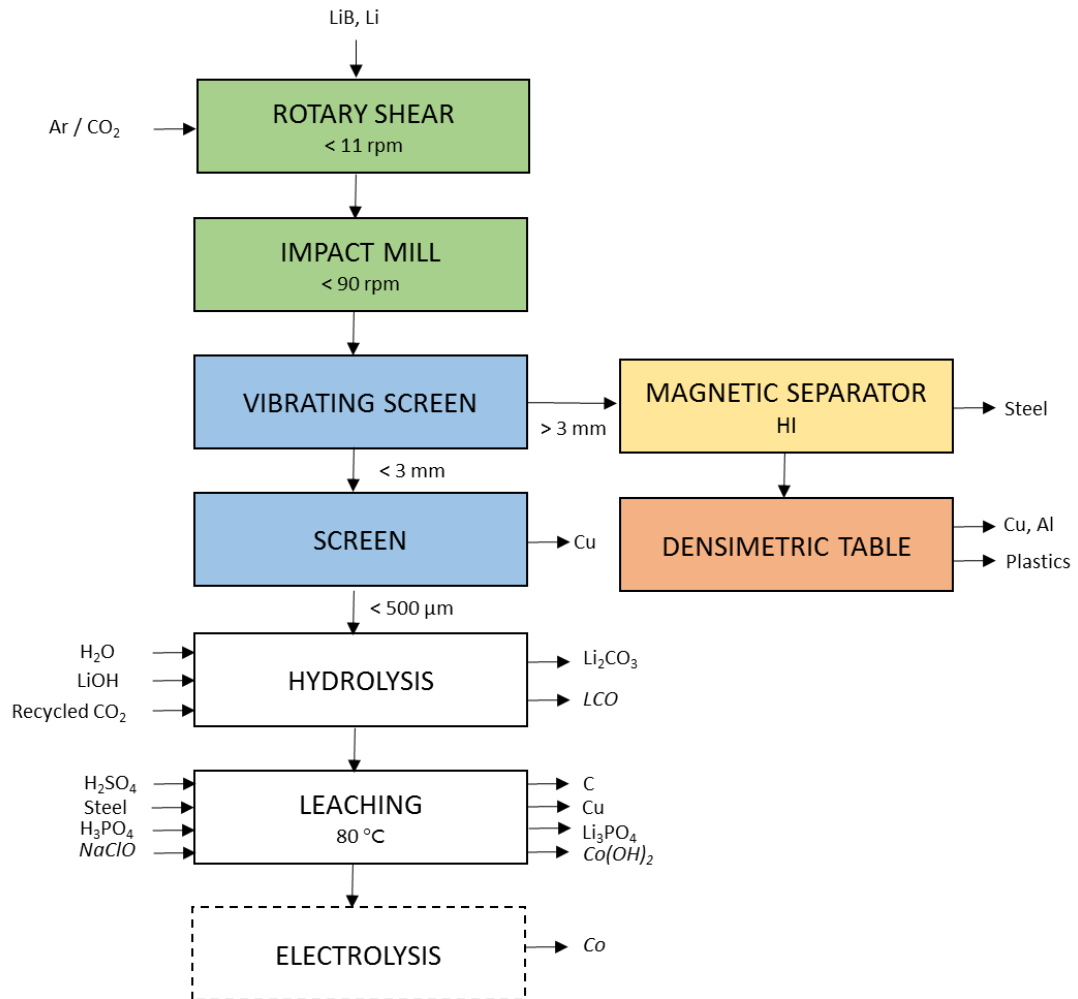 LiB, Li
ROTARY SHEAR
< 11 rpm
Ar / CO₂
IMPACT MILL
< 90 rpm
VIBRATING SCREEN
> 3 mm
MAGNETIC SEPARATOR
HI
Steel
< 3 mm
SCREEN
Cu
DENSIMETRIC TABLE
Cu, Al
Plastics
< 500 µm
H₂O
LiOH
Recycled CO₂
HYDROLYSIS
Li₂CO₃
LCO
H₂SO₄
Steel
H₃PO₄
NaClO
LEACHING
80 °C
C
Cu
Li₃PO₄
Co(OH)₂
ELECTROLYSIS
Co